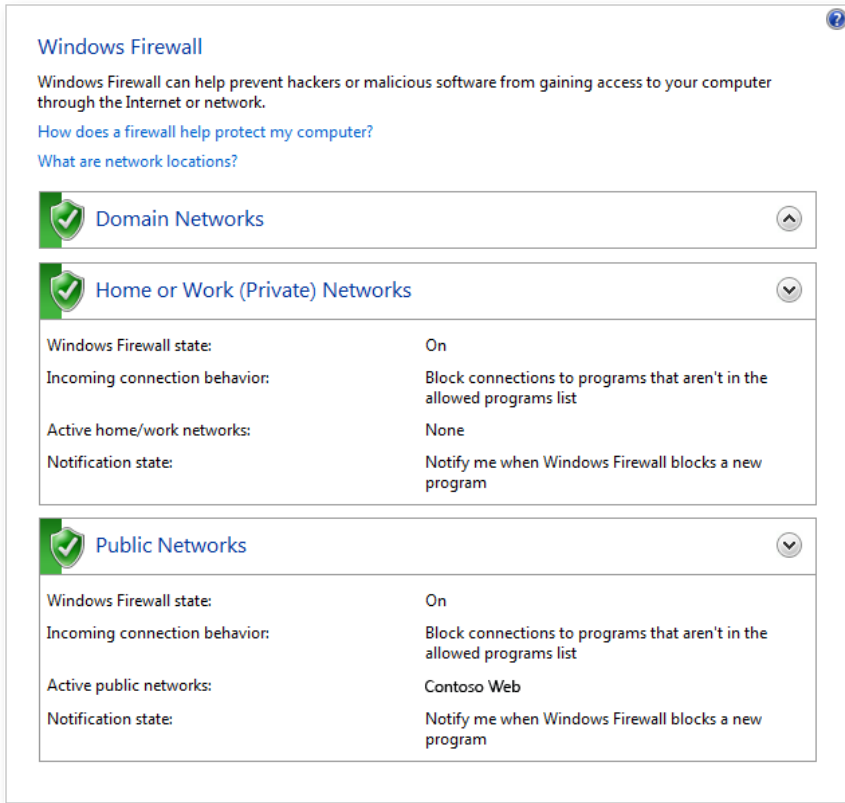 Windows Firewall
Windows Firewall can help prevent hackers or malicious software from gaining access to your computer
through the Internet or network.
How does a firewall help protect my computer?
What are network locations?
Domain Networks
Home or Work (Private) Networks
Windows Firewall state: On
Incoming connection behavior: Block connections to programs that aren't in the
allowed programs list
Active home/work networks: None
Notification state: Notify me when Windows Firewall blocks a new
program
Public Networks
Windows Firewall state: On
Incoming connection behavior: Block connections to programs that aren't in the
allowed programs list
Active public networks: Contoso Web
Notification state: Notify me when Windows Firewall blocks a new
program